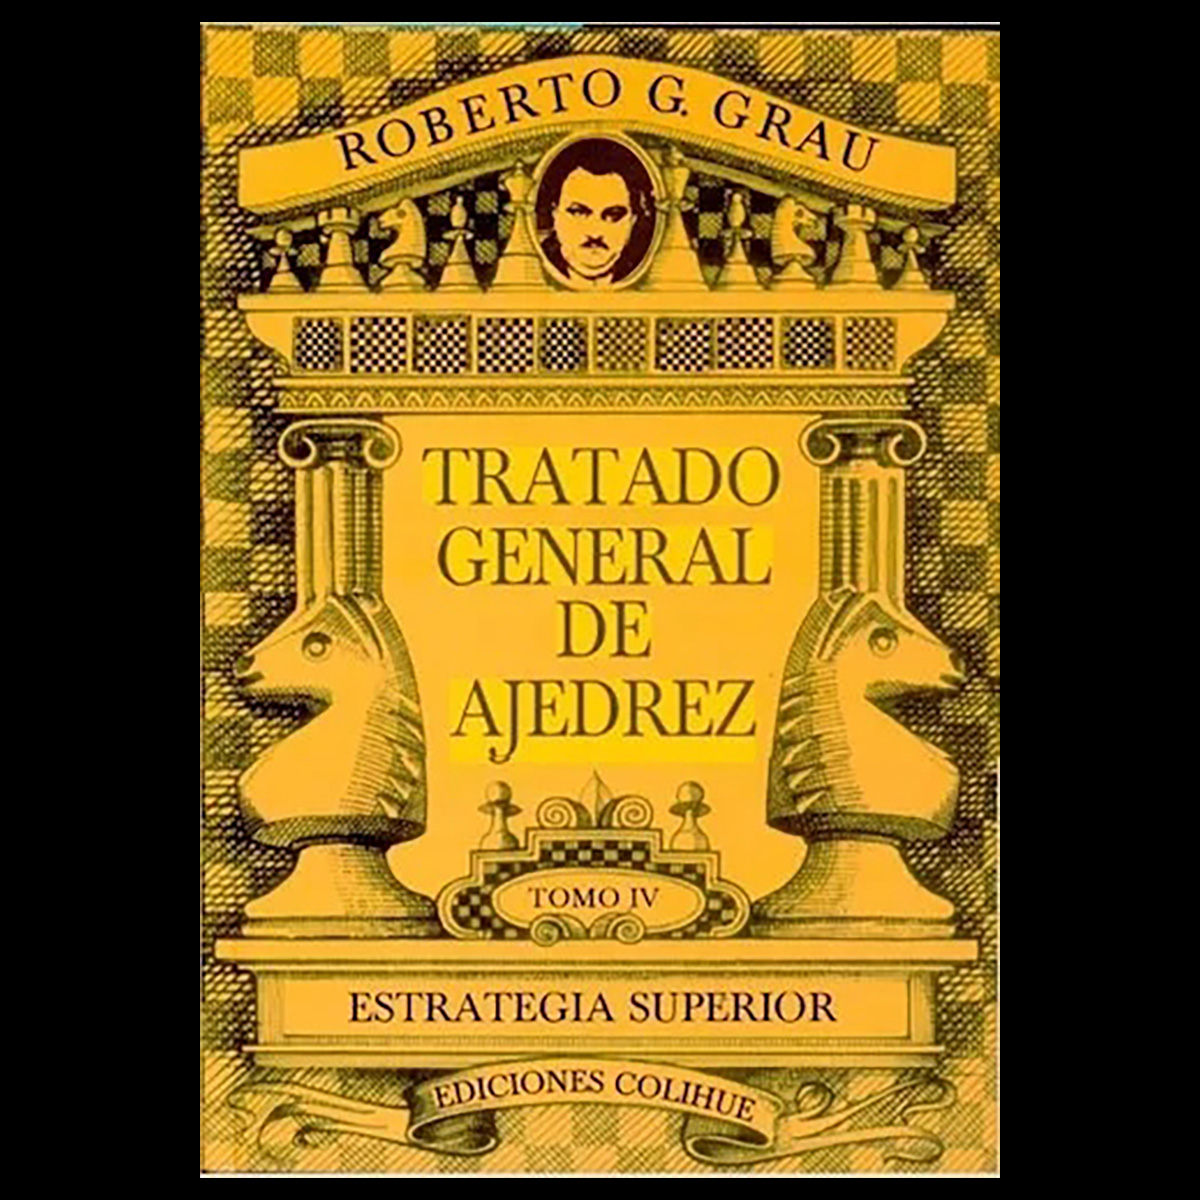 ROBERTO G. GRAU
TRATADO
GENERAL
DE
AJEDREZ
TOMO IV
ESTRATEGIA SUPERIOR
EDICIONES COLIHUE